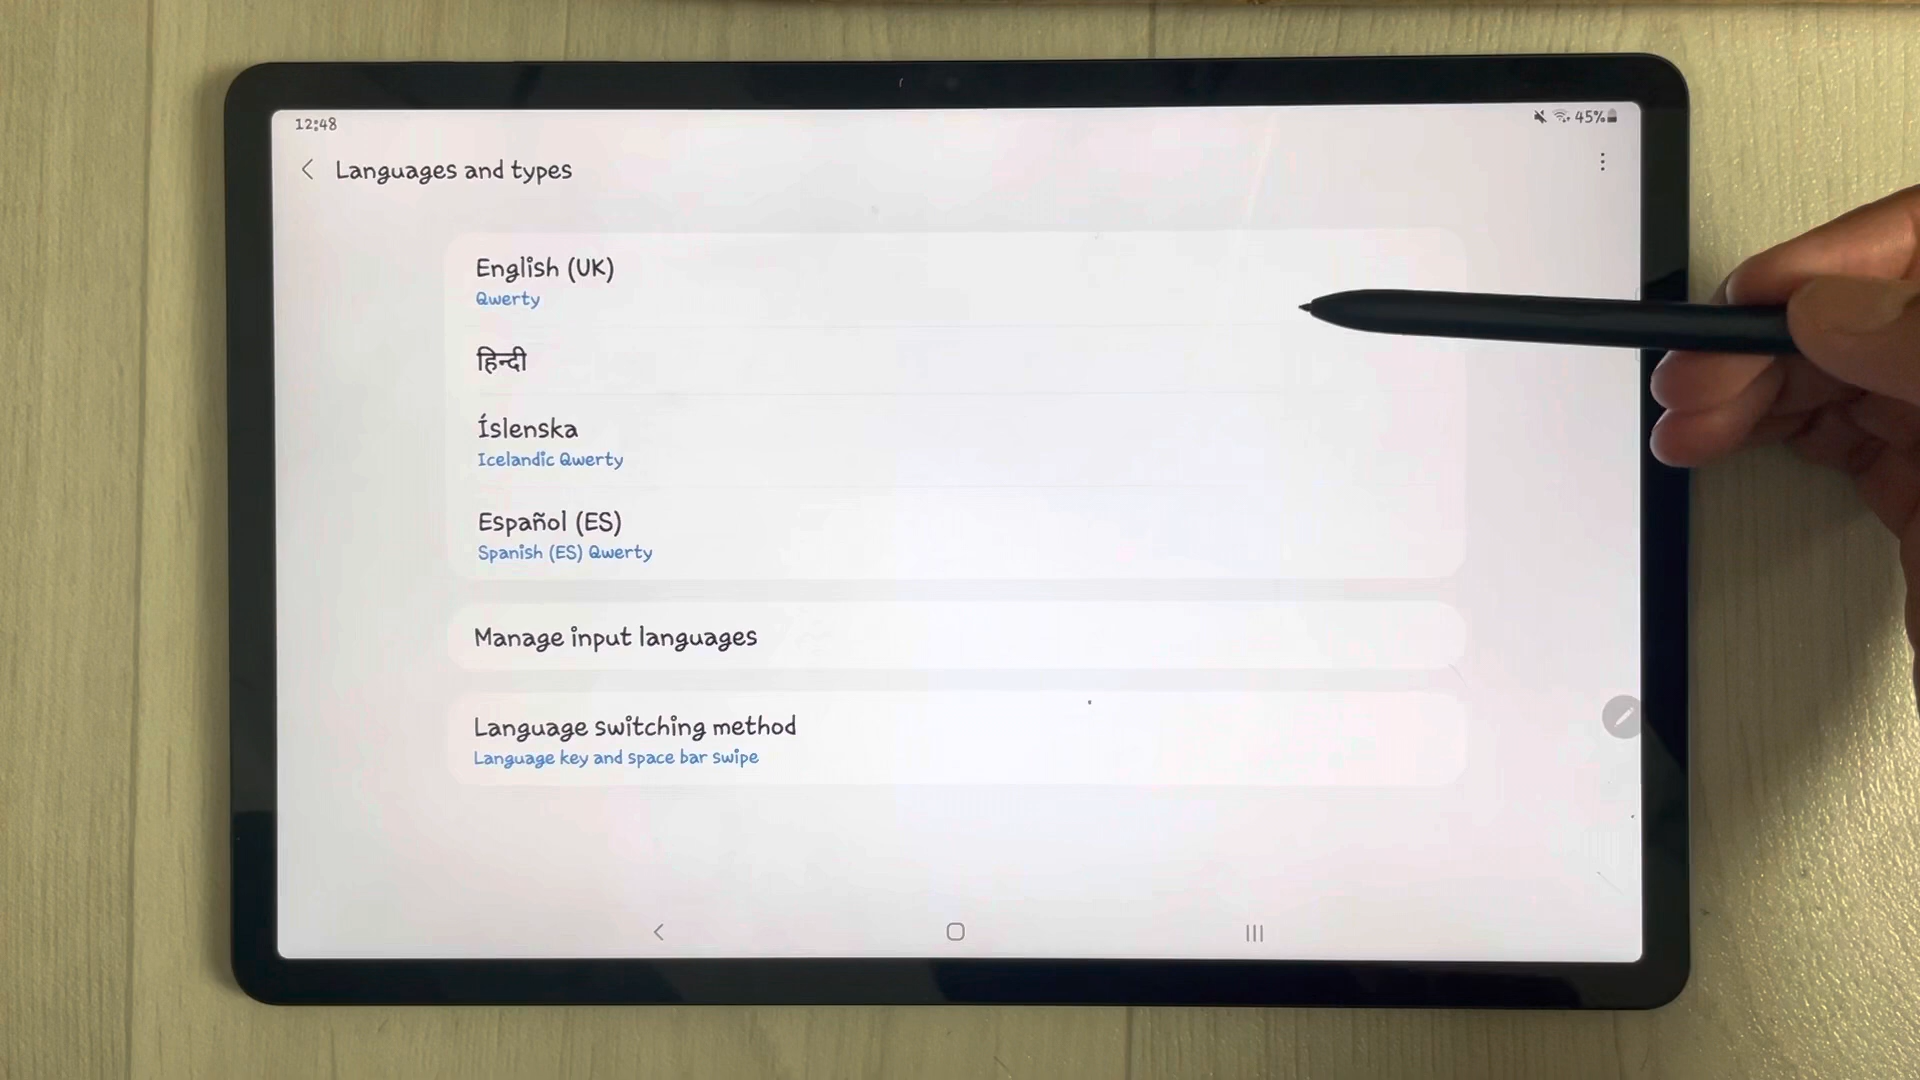 12:48
45%
Languages and types
English (UK)
Qwerty
हिन्दी
Íslenska
Icelandic Qwerty
Español (ES)
Spanish (ES) Qwerty
Manage input languages
Language switching method
Language key and space bar swipe